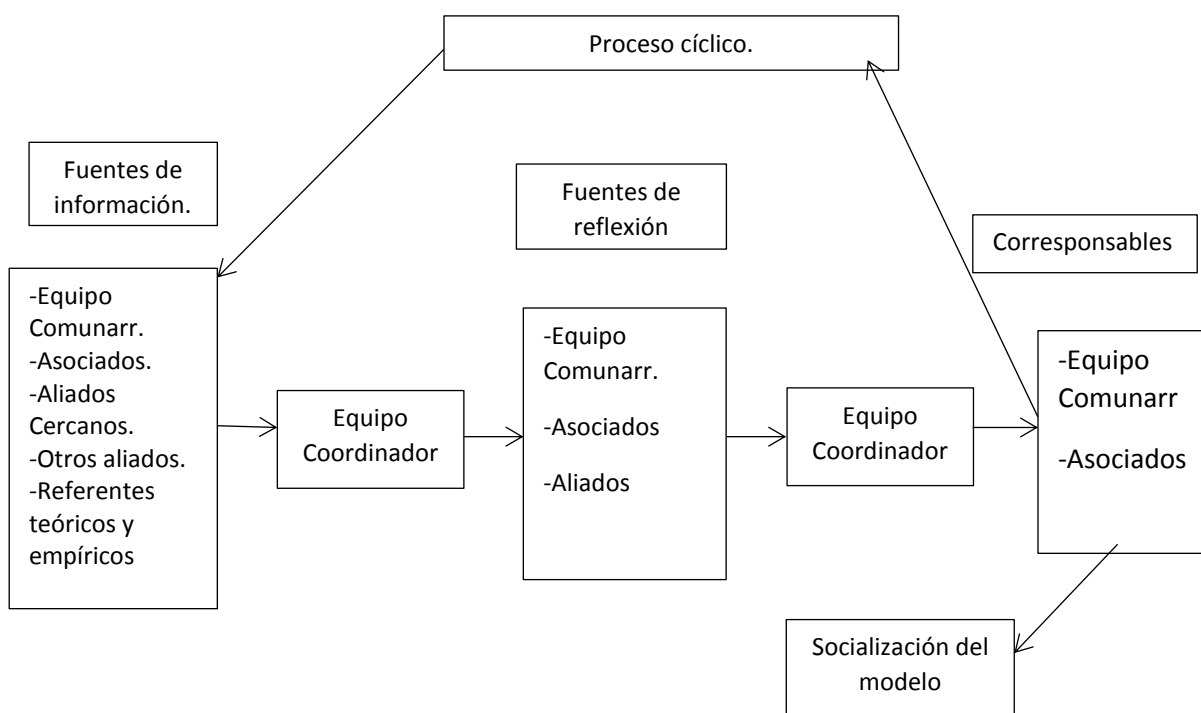 Proceso cíclico.
Fuentes de
información.
Fuentes de
reflexión
Corresponsables
-Equipo
Comunarr.
-Asociados.
-Aliados
Cercanos.
-Otros aliados.
-Referentes
teóricos y
empíricos
Equipo
Coordinador
-Equipo
Comunarr.
-Asociados
-Aliados
Equipo
Coordinador
-Equipo
Comunarr
-Asociados
Socialización del
modelo